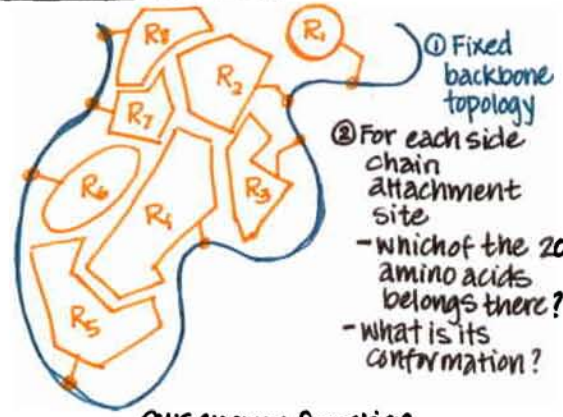 R8
R1
R2
R7
R6
R4
R3
R5
① Fixed
backbone
topology
② For each side
chain
attachment
site
- which of the 20
amino acids
belongs there?
- what is its
conformation?